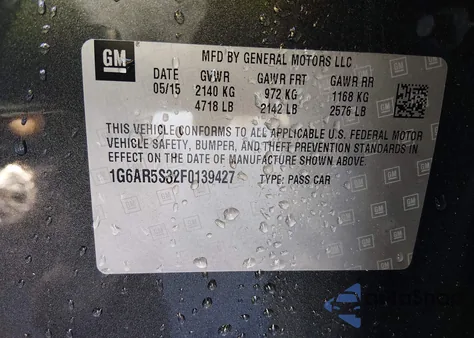 GM
MFD BY GENERAL MOTORS LLC
DATE GVWR GAWR FRT GAWR RR
05/15 2140 KG 972 KG 1168 KG
4718 LB 2142 LB 2576 LB
THIS VEHICLE CONFORMS TO ALL APPLICABLE U.S. FEDERAL MOTOR
VEHICLE SAFETY, BUMPER, AND THEFT PREVENTION STANDARDS
IN EFFECT ON THE DATE OF MANUFACTURE SHOWN ABOVE.
1G6AR5S32F0139427 TYPE: PASS CAR